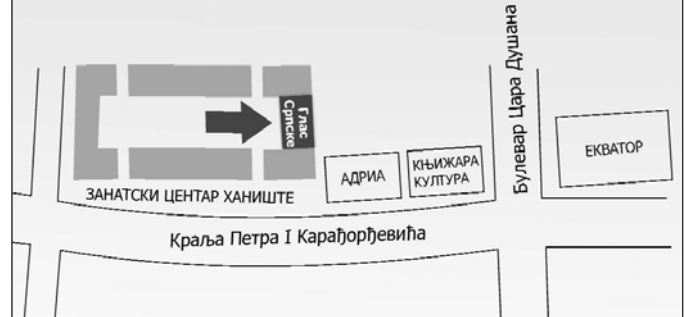 Глас
Српске
Булевар Цара Душана
ЕКВАТОР
АДРИА
КЊИЖАРА
КУЛТУРА
ЗАНАТСКИ ЦЕНТАР ХАНИШТЕ
Краља Петра I Карађорђевића